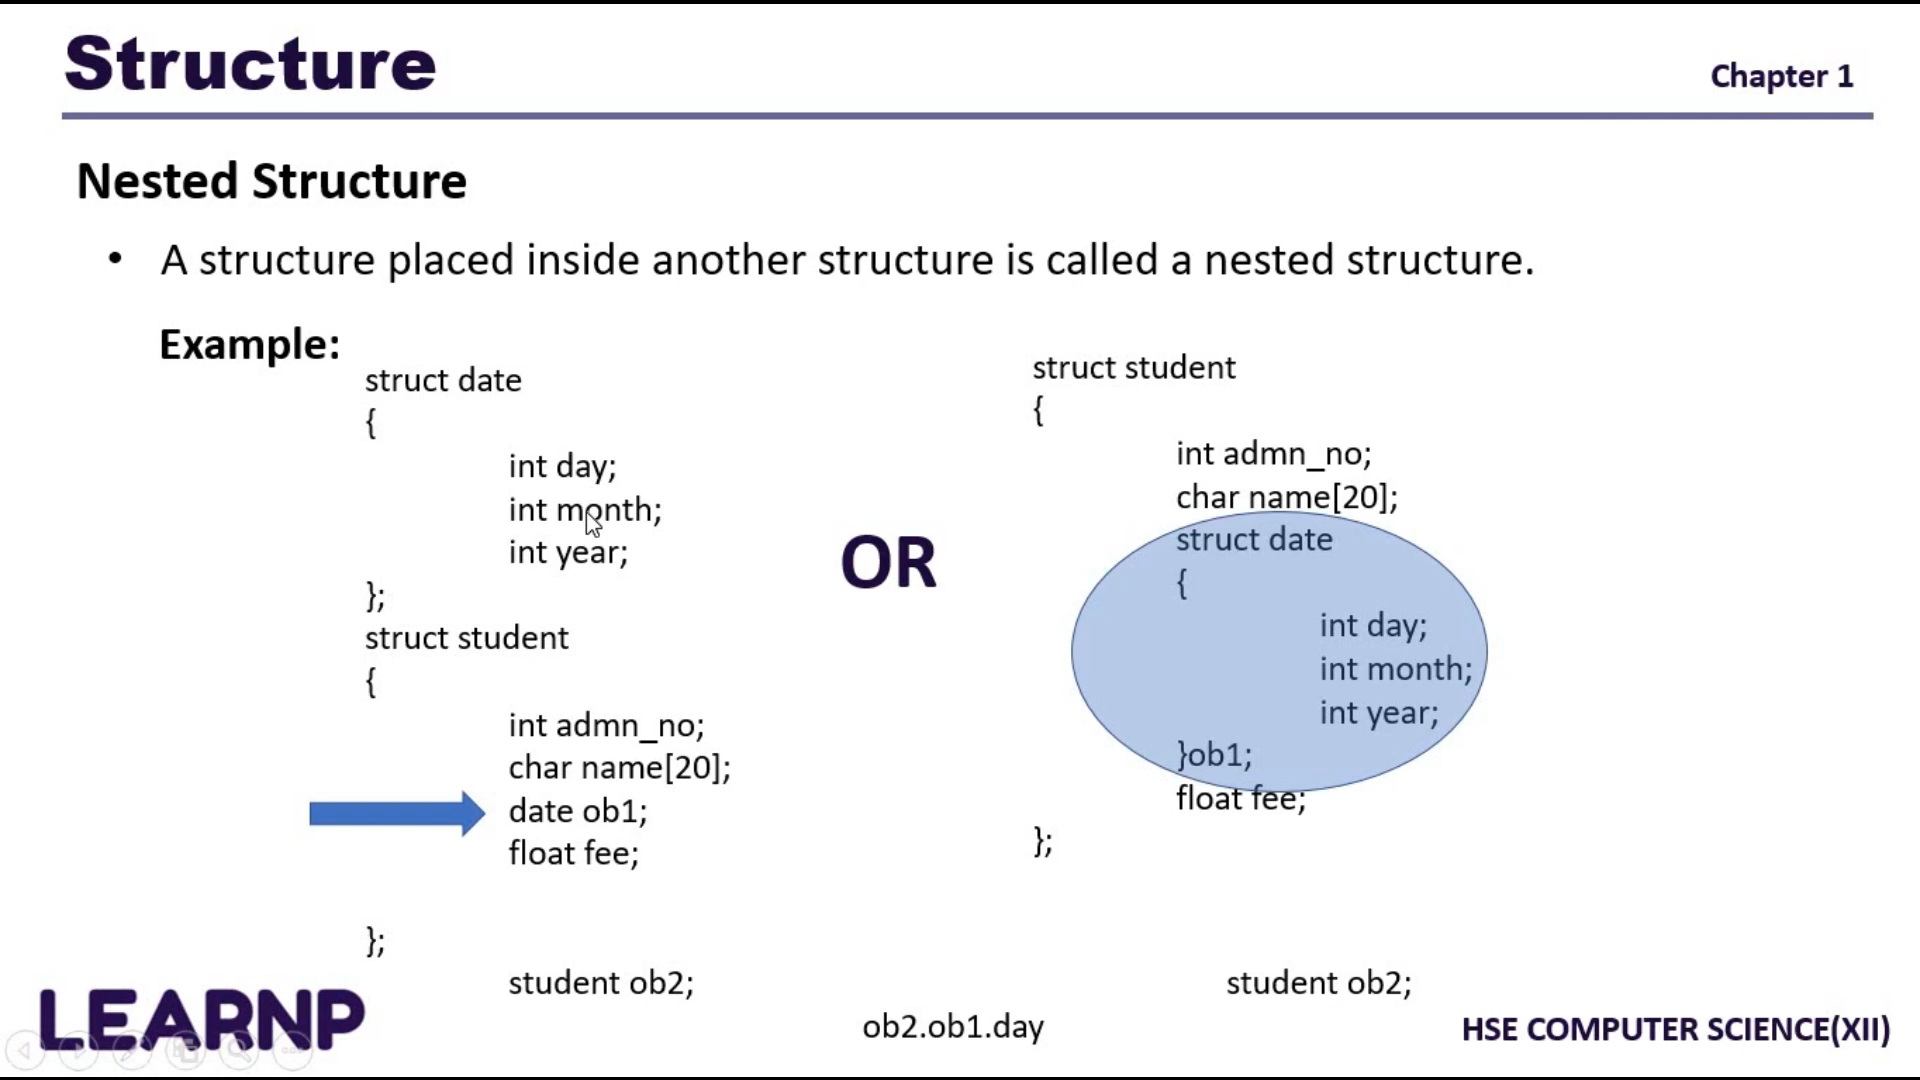 Structure
Chapter 1
Nested Structure
• A structure placed inside another structure is called a nested structure.
Example:
struct date
{
int day;
int month;
int year;
};
struct student
{
int admn_no;
char name[20];
date ob1;
float fee;
};
student ob2;
OR
struct student
{
int admn_no;
char name[20];
struct date
{
int day;
int month;
int year;
}ob1;
float fee;
};
student ob2;
ob2.ob1.day
LEARNP
HSE COMPUTER SCIENCE(XII)